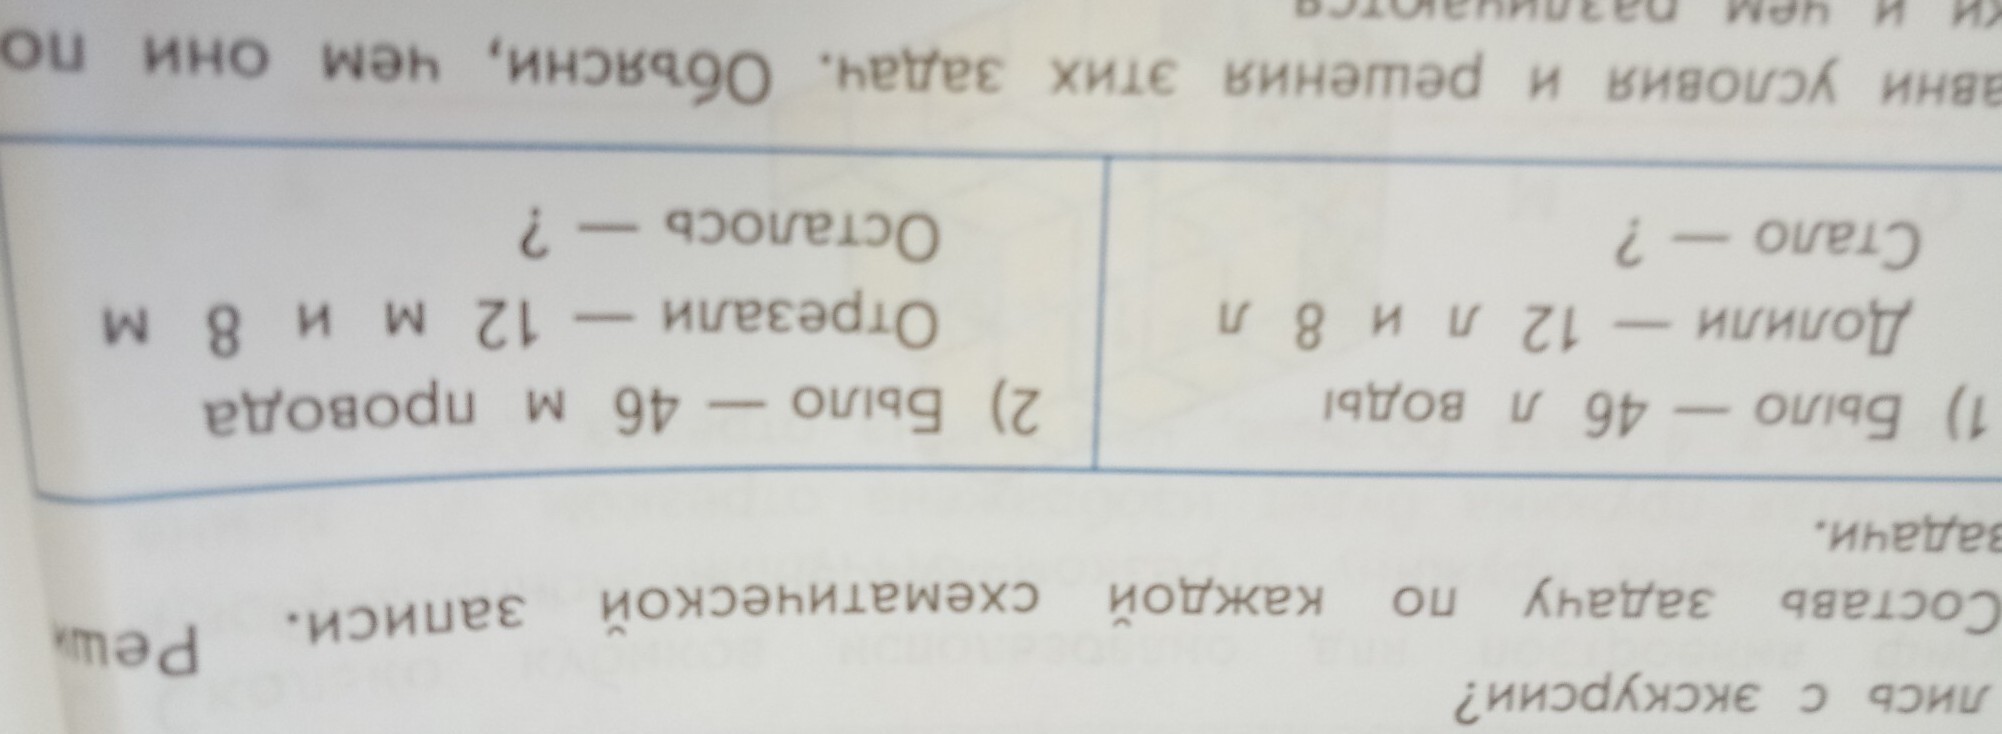 лись с экскурсии?
Составь задачу по каждой схематической записи. Реши
задачи.
1) Было — 46 л воды
Долили — 12 л и 8 л
Стало — ?
2) Было — 46 м провода
Отрезали — 12 м и 8 м
Осталось — ?
авни условия и решения этих задач. Объясни, чем они по
жи и чем различаются